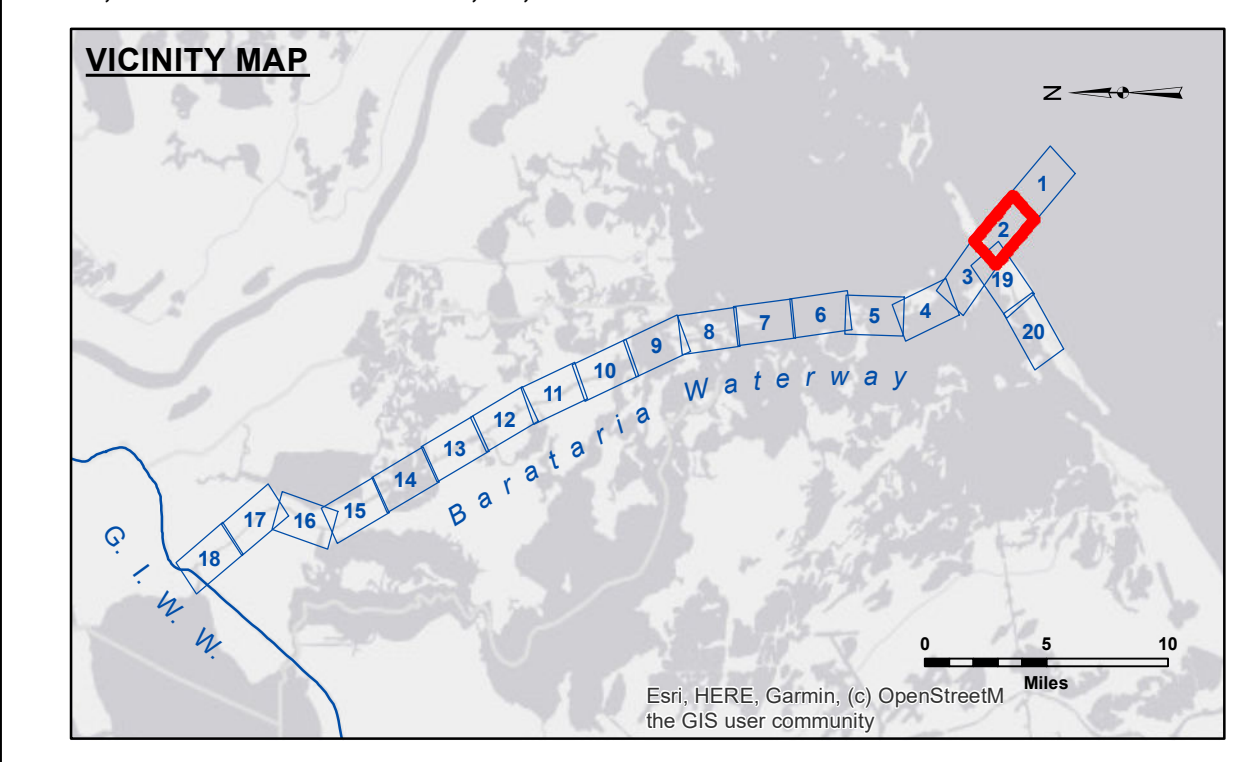 VICINITY MAP
N
1
2
3
19
4
5
6
7
8
20
9
10
11
12
13
14
15
16
17
18
Barataria Waterway
G. I. W. W.
0 5 10
Miles
Esri, HERE, Garmin, (c) OpenStreetM
the GIS user community